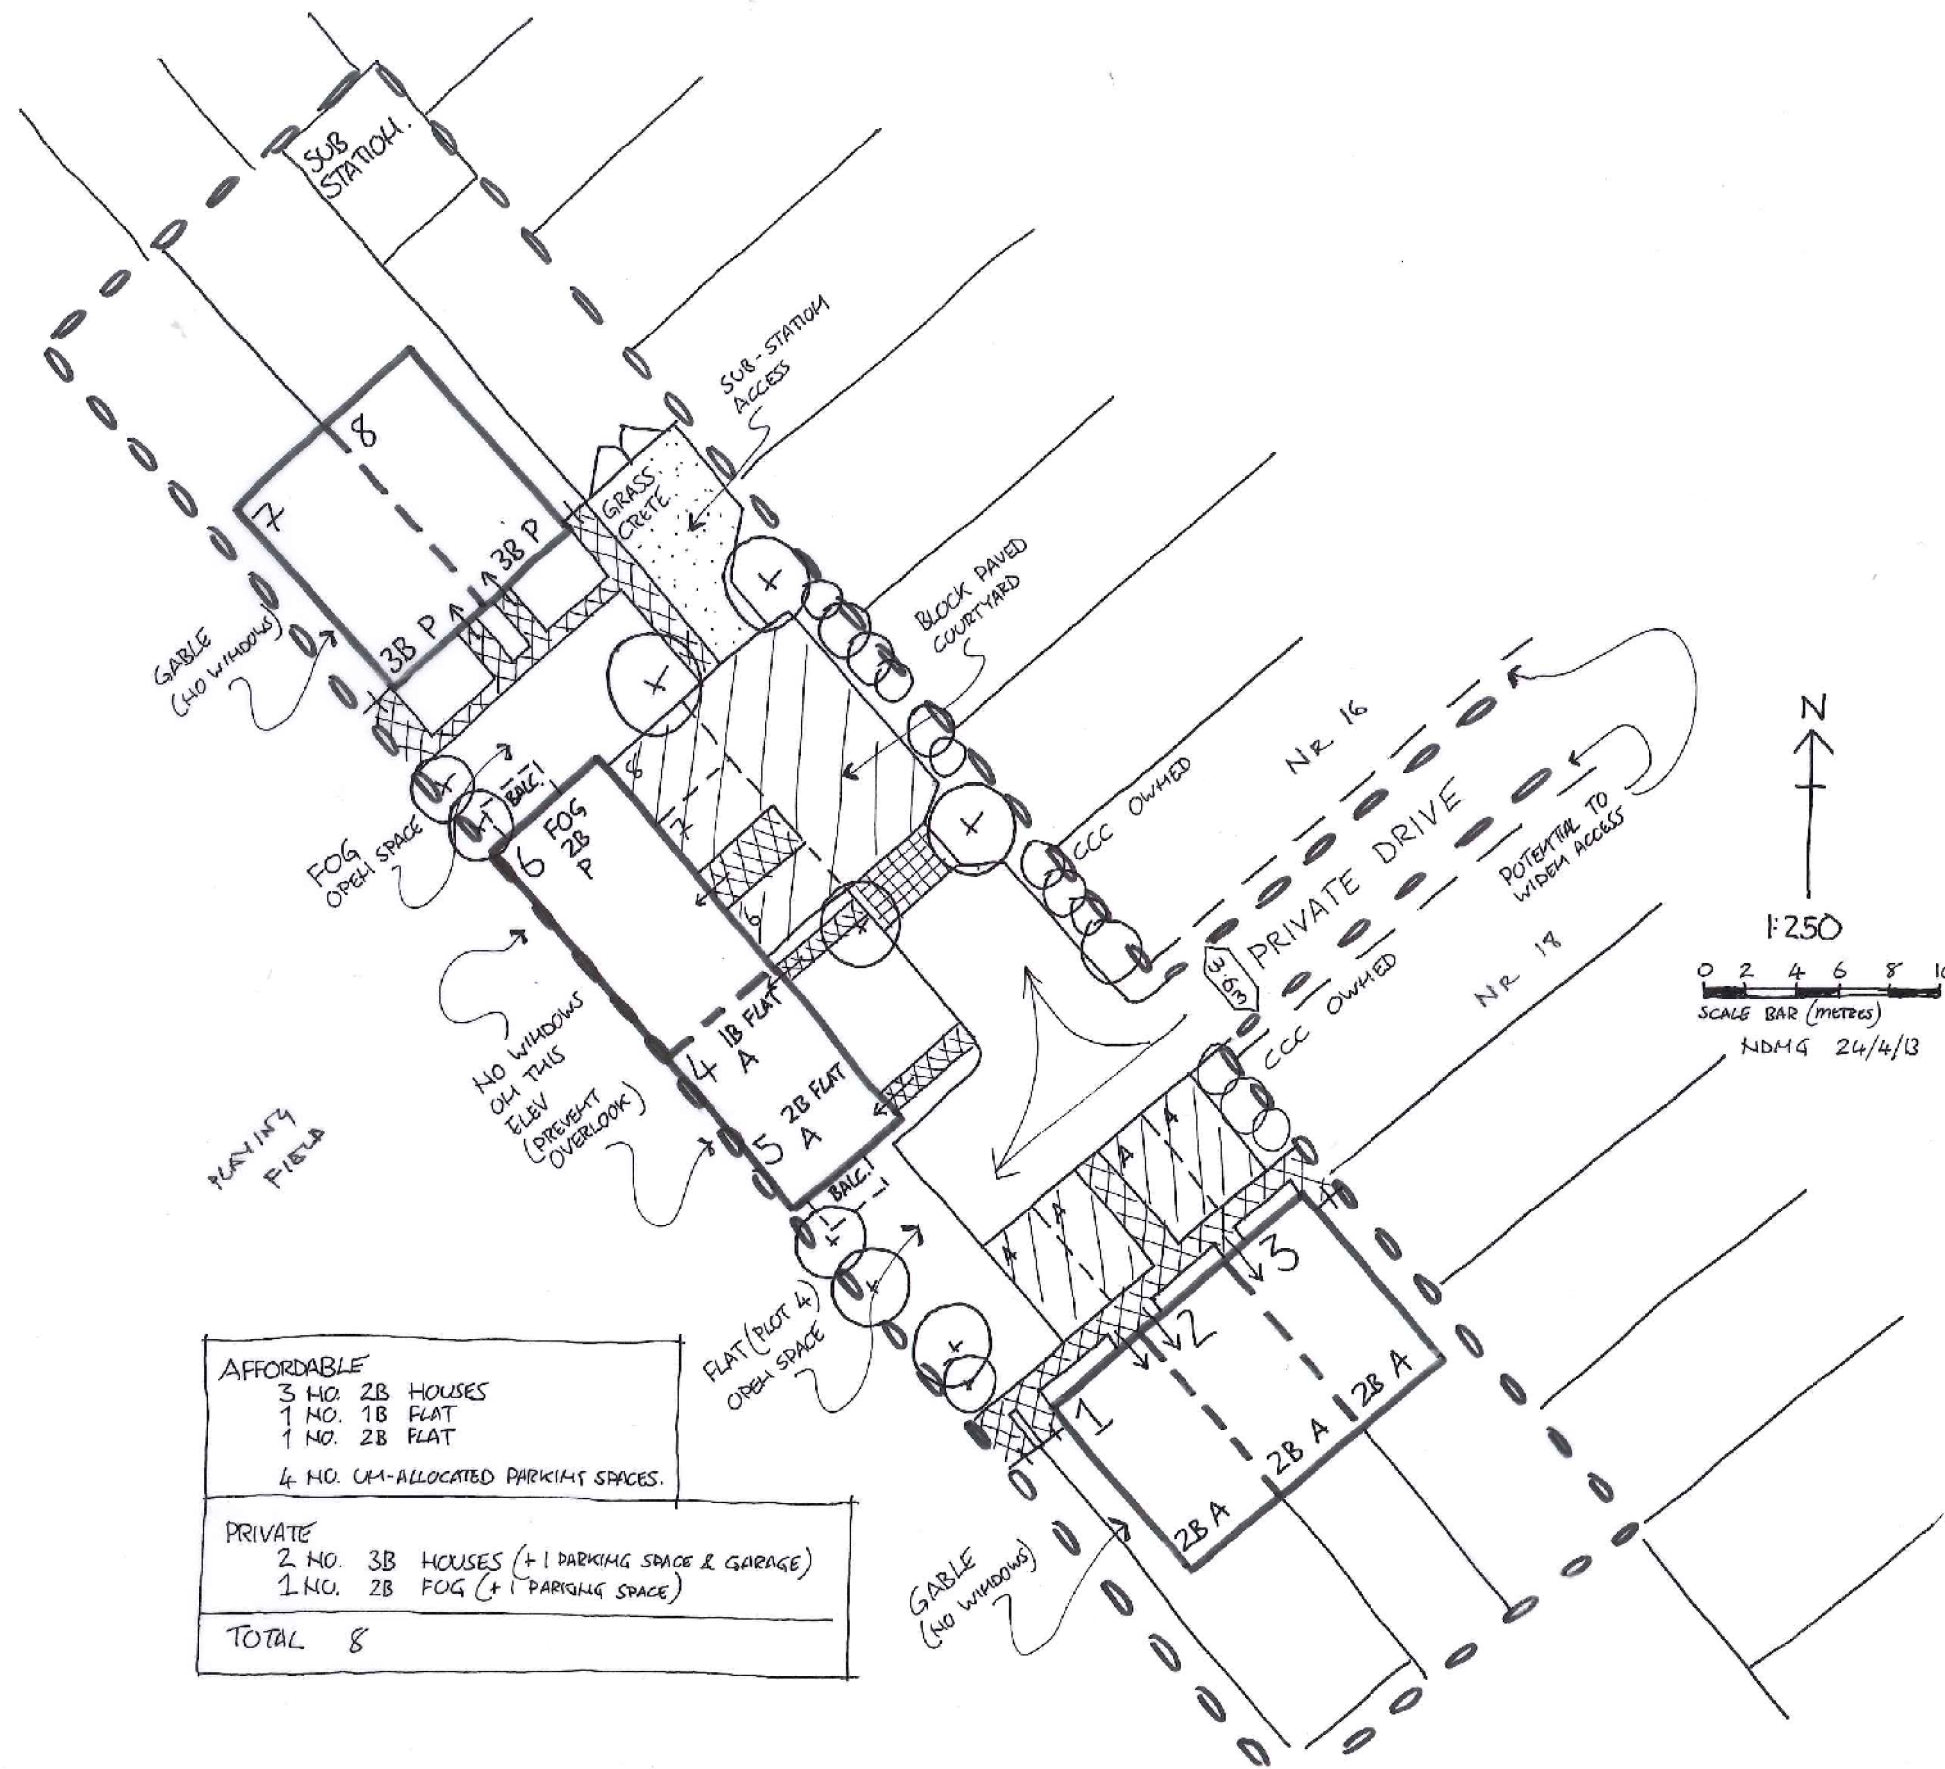 SUB
STATION.
SUB-STATION
ACCESS
GRASS
CRETE.
8
7
3B P
3B P
GABLE
(NO WINDOWS)
BLOCK PAVED
COURTYARD
NR 16
CCC OWNED
PRIVATE DRIVE
POTENTIAL TO
WIDEN ACCESS
3.6M
CCC OWNED
NR 18
N
1:250
0 2 4 6 8 10
SCALE BAR (METRES)
NDMG 24/4/13
BALC.
FOG
OPEN SPACE
6
FOG
2B
P
8
7
6
NO WINDOWS
ON THIS
ELEV
(PREVENT
OVERLOOK)
4
1B FLAT
A
5
2B FLAT
A
BALC.
PLAYING
FIELD
FLAT (PLOT 4)
OPEN SPACE
A
A
A
A
1
2
3
2B A
2B A
2B A
GABLE
(NO WINDOWS)
AFFORDABLE
3 NO. 2B HOUSES
1 NO. 1B FLAT
1 NO. 2B FLAT
4 NO. UN-ALLOCATED PARKING SPACES.
PRIVATE
2 NO. 3B HOUSES (+1 PARKING SPACE & GARAGE)
1 NO. 2B FOG (+1 PARKING SPACE)
TOTAL 8